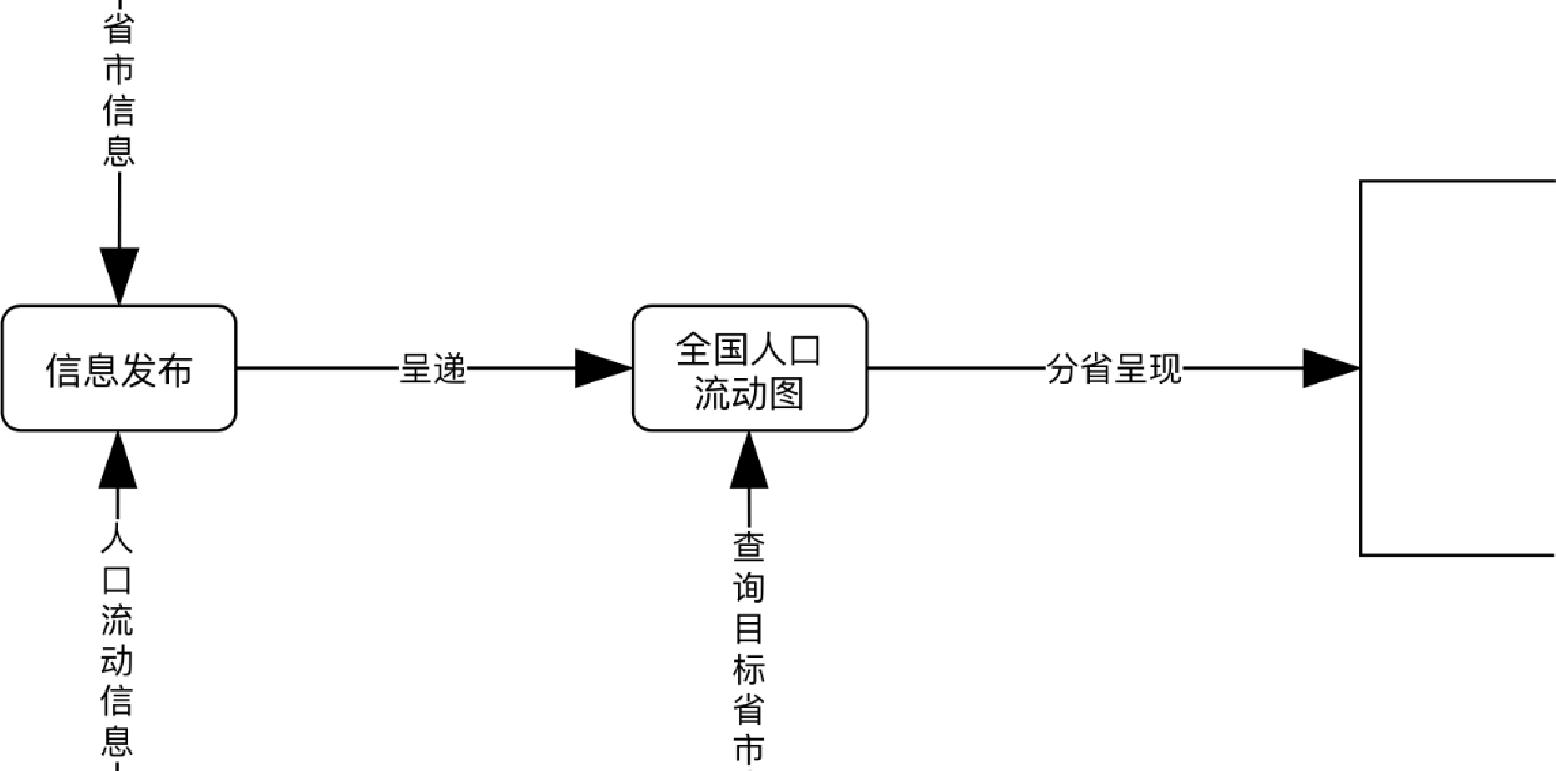 省市信息
信息发布
呈递
全国人口
流动图
分省呈现
人口流动信息
查询目标省市